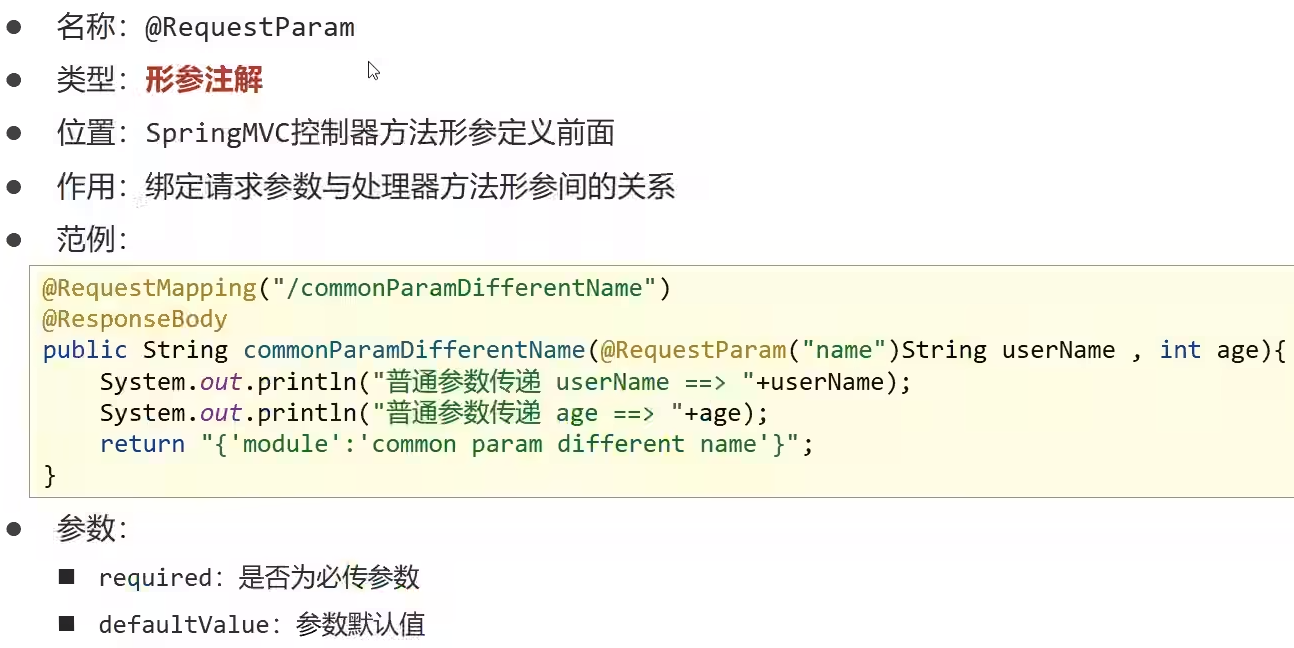 ● 名称：@RequestParam
● 类型：形参注解
● 位置：SpringMVC控制器方法形参定义前面
● 作用：绑定请求参数与处理器方法形参间的关系
● 范例：
@RequestMapping("/commonParamDifferentName")
@ResponseBody
public String commonParamDifferentName(@RequestParam("name")String userName , int age){
    System.out.println("普通参数传递 userName ==> "+userName);
    System.out.println("普通参数传递 age ==> "+age);
    return "{'module':'common param different name'}";
}
● 参数：
■ required：是否为必传参数
■ defaultValue：参数默认值